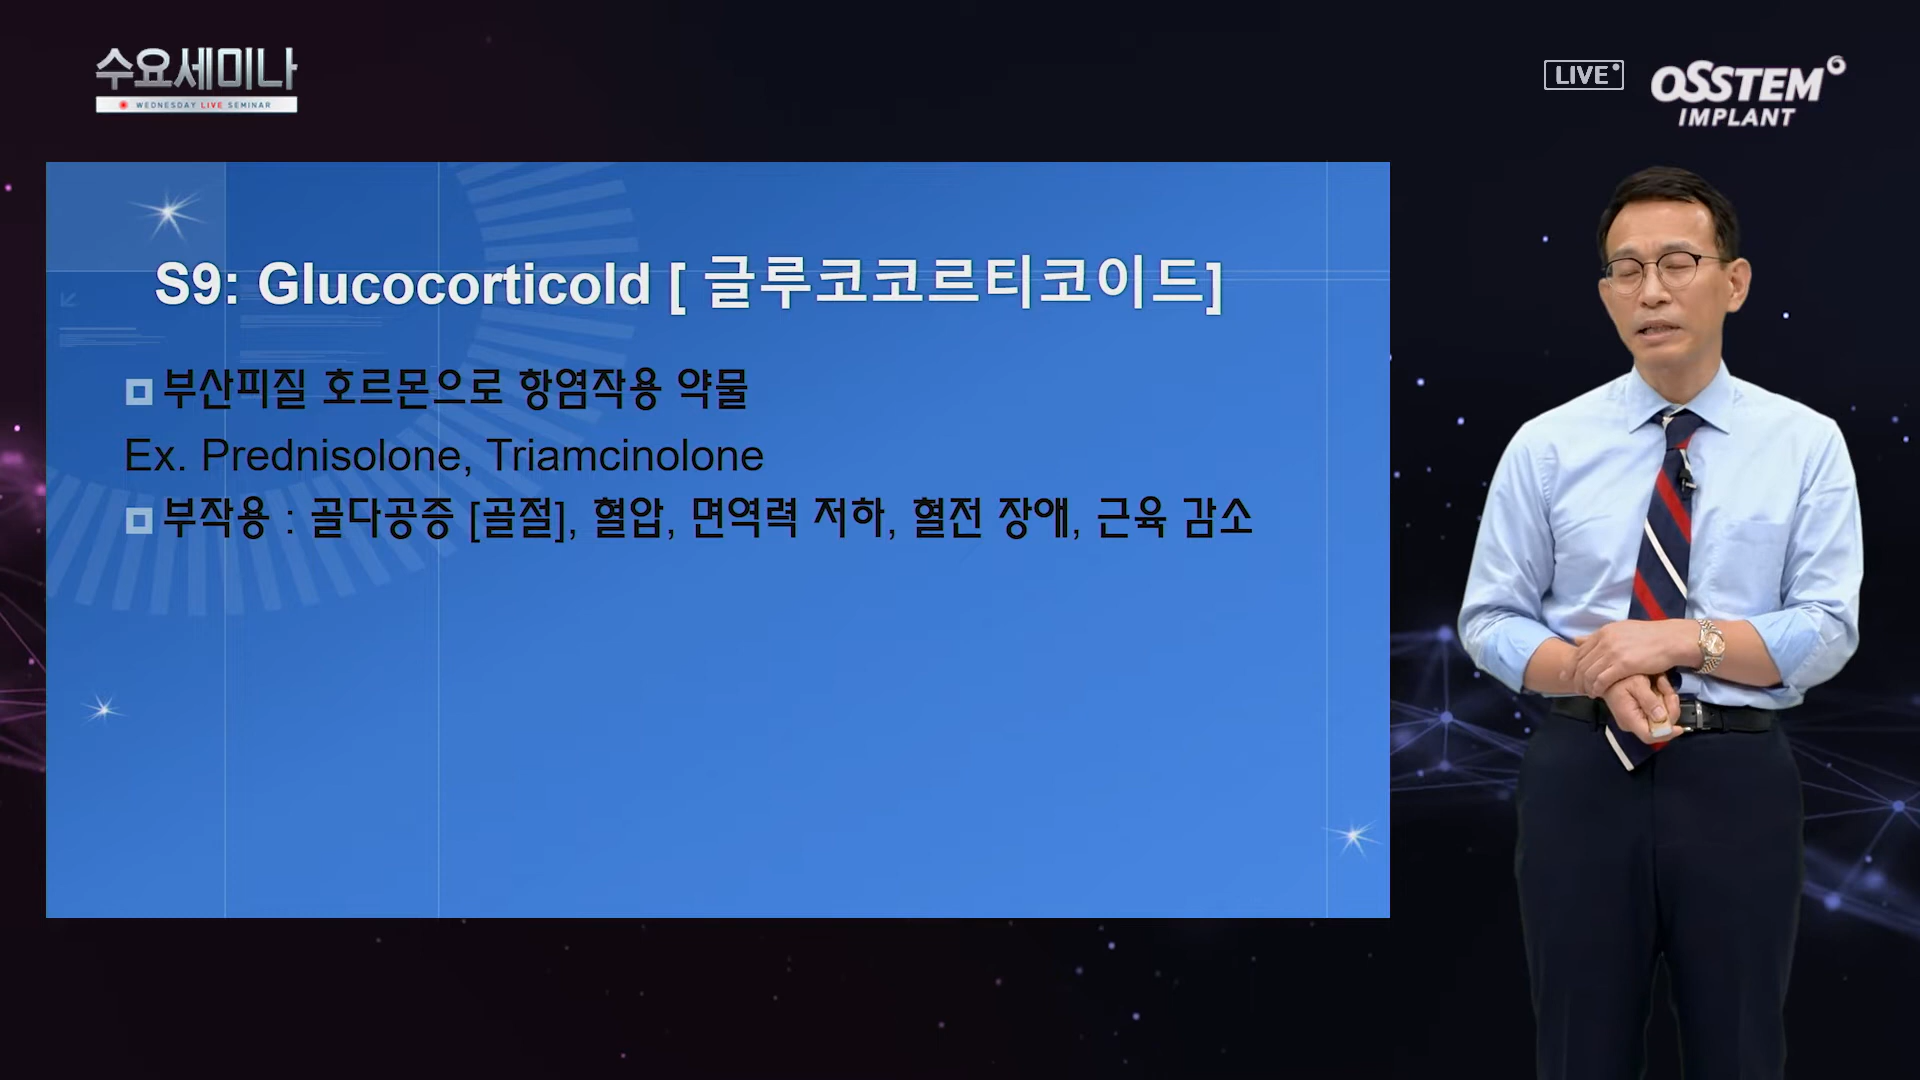 수요세미나
WEDNESDAY LIVE SEMINAR
LIVE
OSSTEM
IMPLANT
S9: Glucocorticold [ 글루코코르티코이드]
부산피질 호르몬으로 항염작용 약물
Ex. Prednisolone, Triamcinolone
부작용 : 골다공증 [골절], 혈압, 면역력 저하, 혈전 장애, 근육 감소